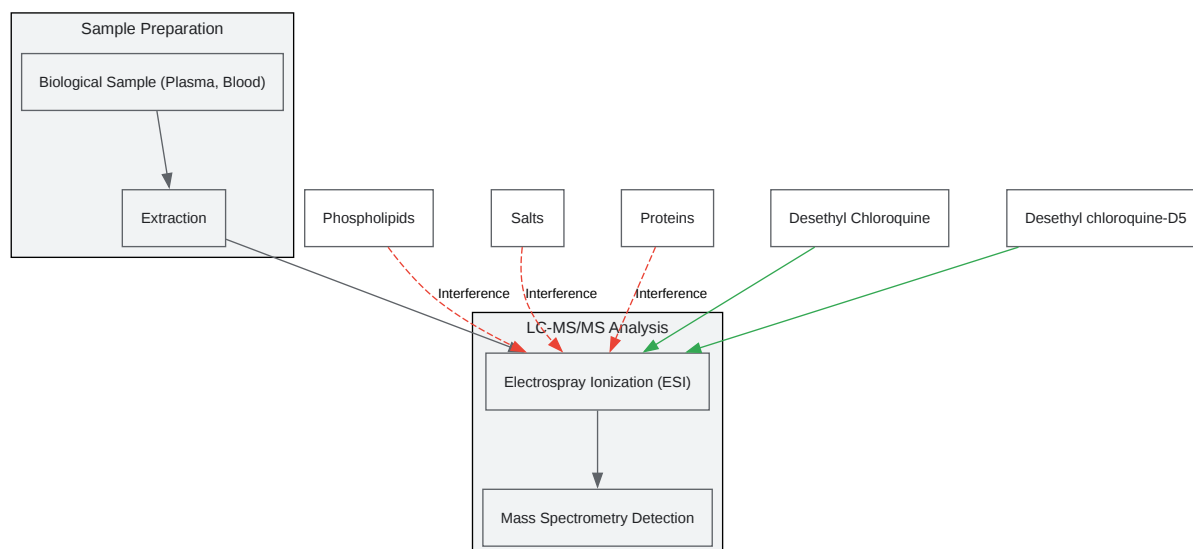 Sample Preparation
Biological Sample (Plasma, Blood)
Extraction
Phospholipids
Salts
Proteins
Desethyl Chloroquine
Desethyl chloroquine-D5
Interference
Interference
Interference
LC-MS/MS Analysis
Electrospray Ionization (ESI)
Mass Spectrometry Detection